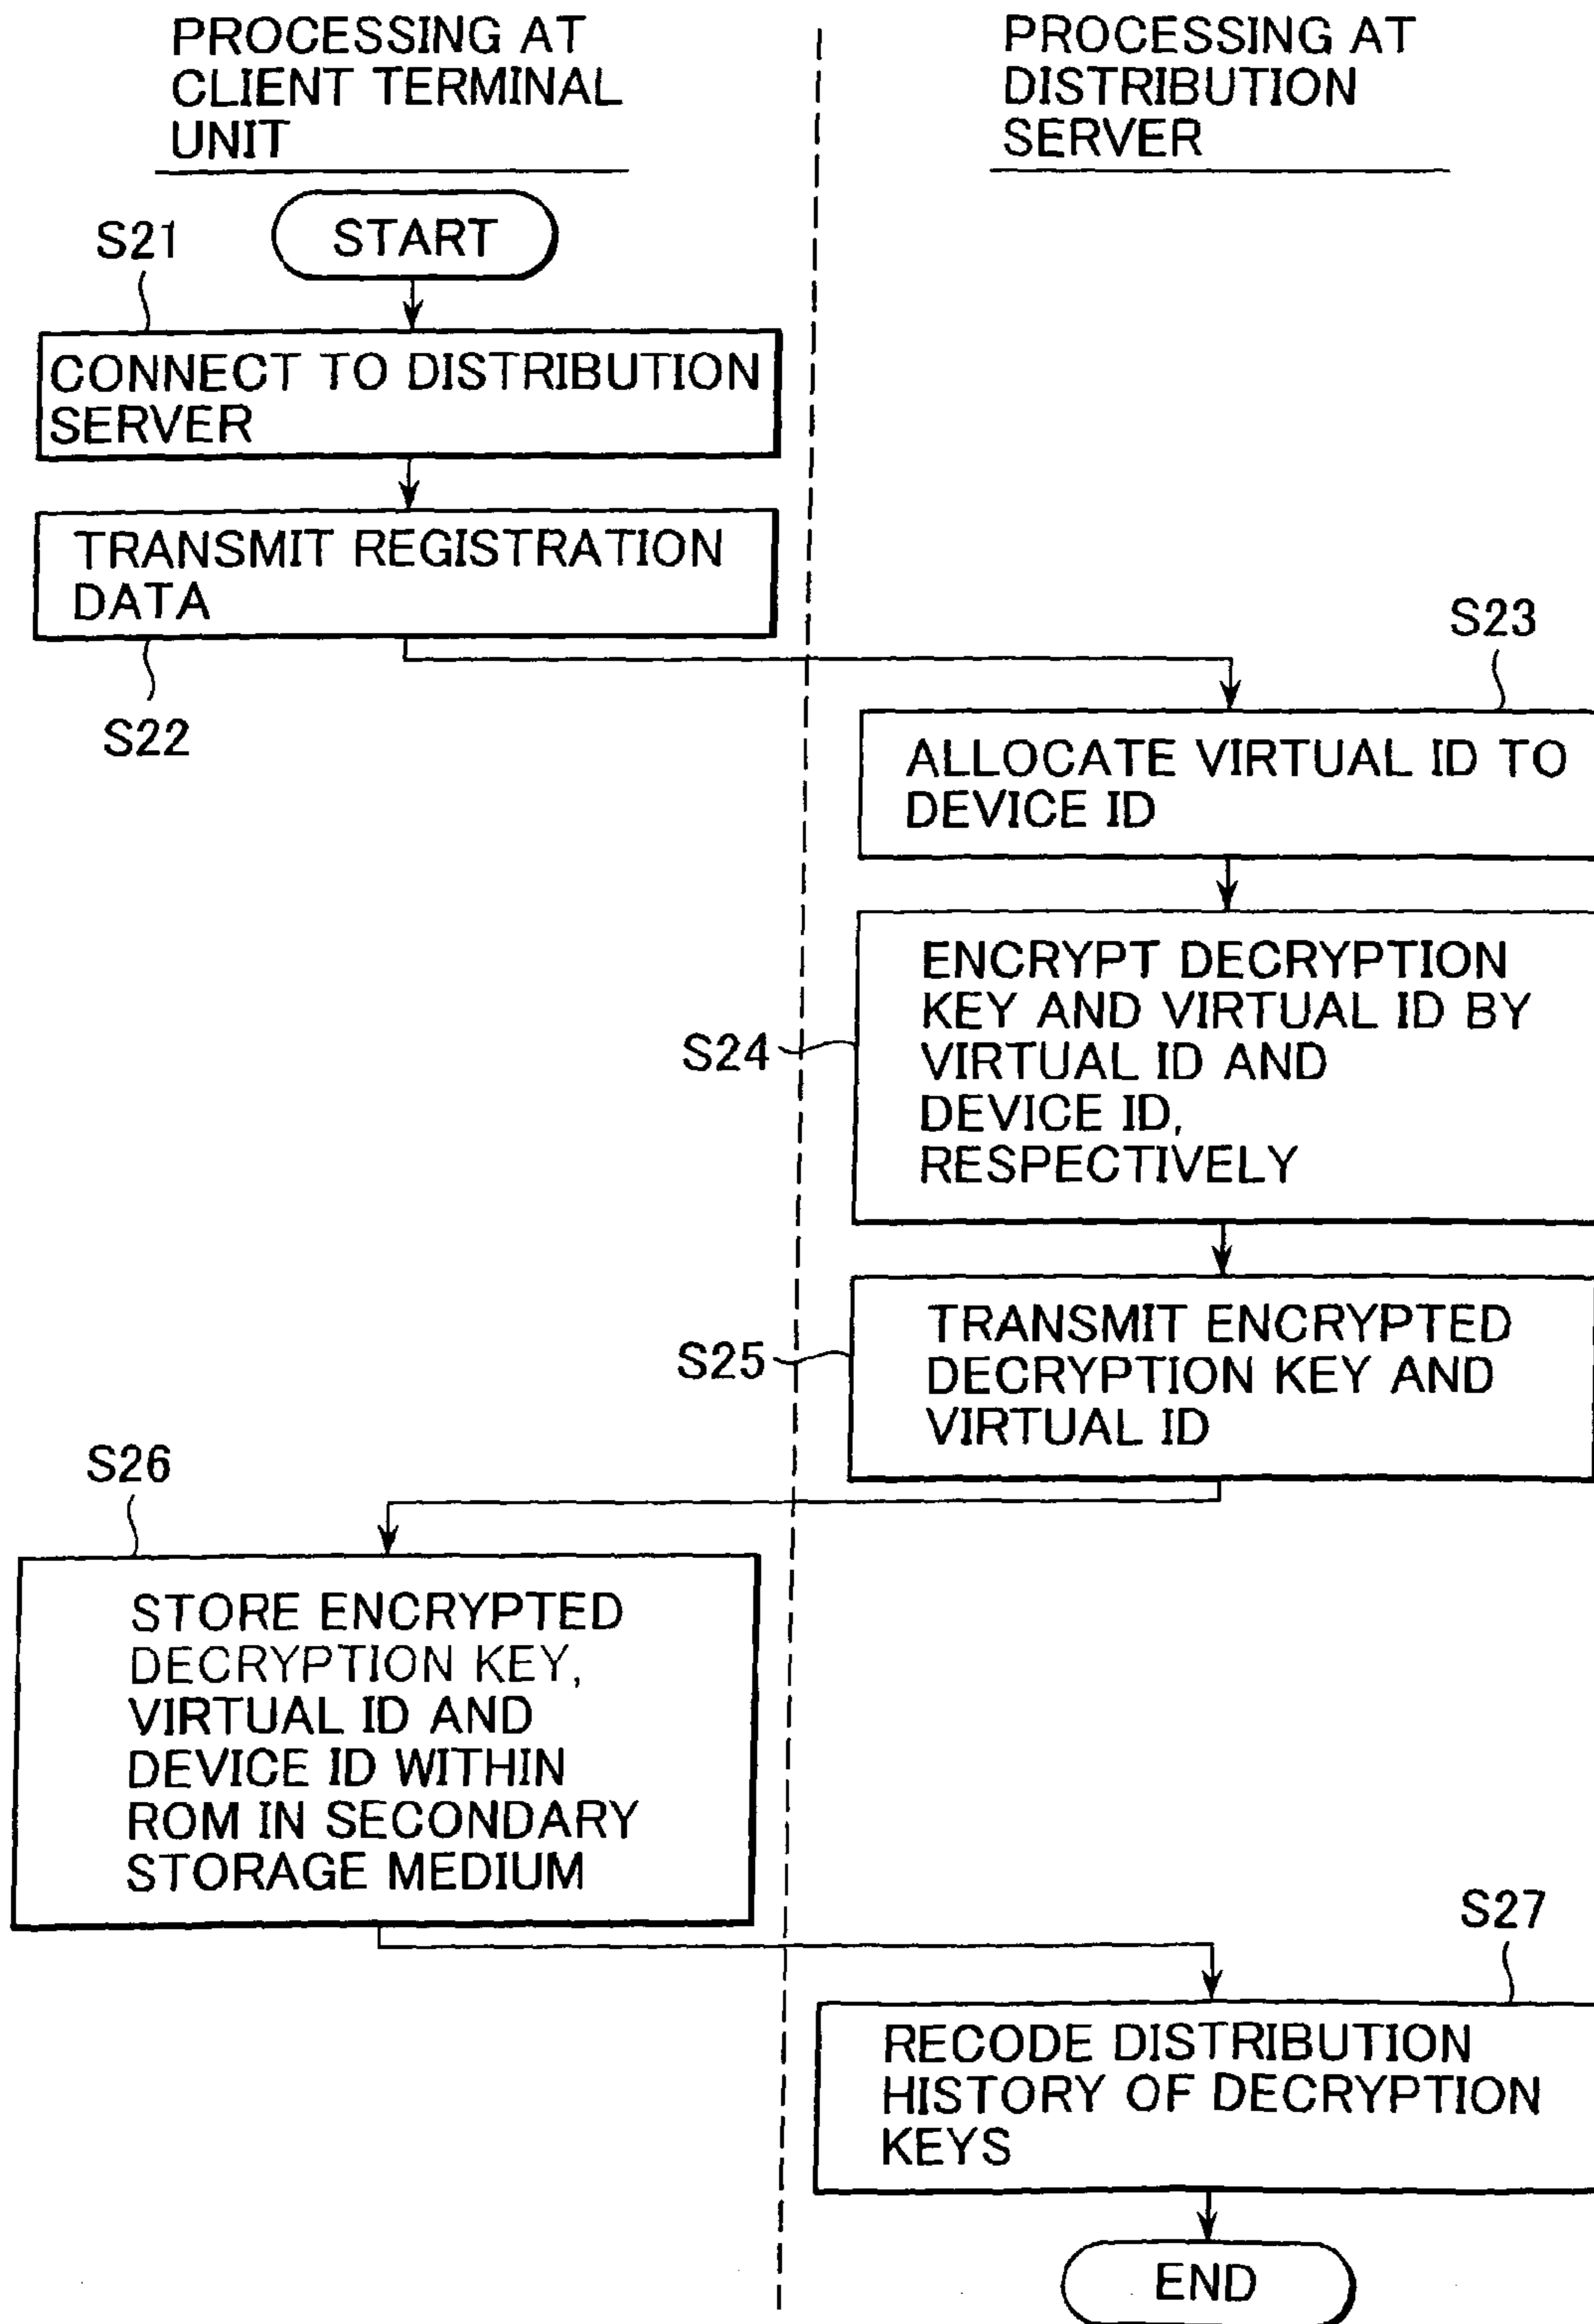 PROCESSING AT
CLIENT TERMINAL
UNIT
PROCESSING AT
DISTRIBUTION
SERVER
START
S21
CONNECT TO DISTRIBUTION
SERVER
TRANSMIT REGISTRATION
DATA
S22
S23
ALLOCATE VIRTUAL ID TO
DEVICE ID
S24
ENCRYPT DECRYPTION
KEY AND VIRTUAL ID BY
VIRTUAL ID AND
DEVICE ID,
RESPECTIVELY
S25
TRANSMIT ENCRYPTED
DECRYPTION KEY AND
VIRTUAL ID
S26
STORE ENCRYPTED
DECRYPTION KEY,
VIRTUAL ID AND
DEVICE ID WITHIN
ROM IN SECONDARY
STORAGE MEDIUM
S27
RECODE DISTRIBUTION
HISTORY OF DECRYPTION
KEYS
END